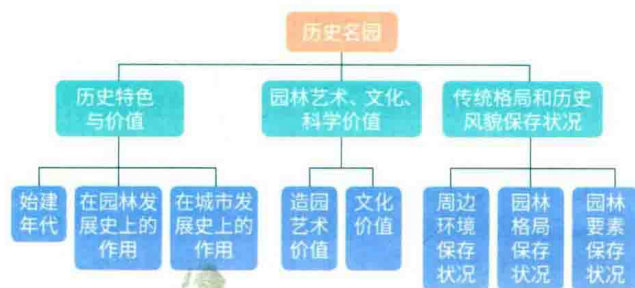 历史名园
历史特色
与价值
园林艺术、文化、
科学价值
传统格局和历史
风貌保存状况
始建
年代
在园林发
展史上的
作用
在城市发
展史上的
作用
造园
艺术
价值
文化
价值
周边
环境
保存
状况
园林
格局
保存
状况
园林
要素
保存
状况